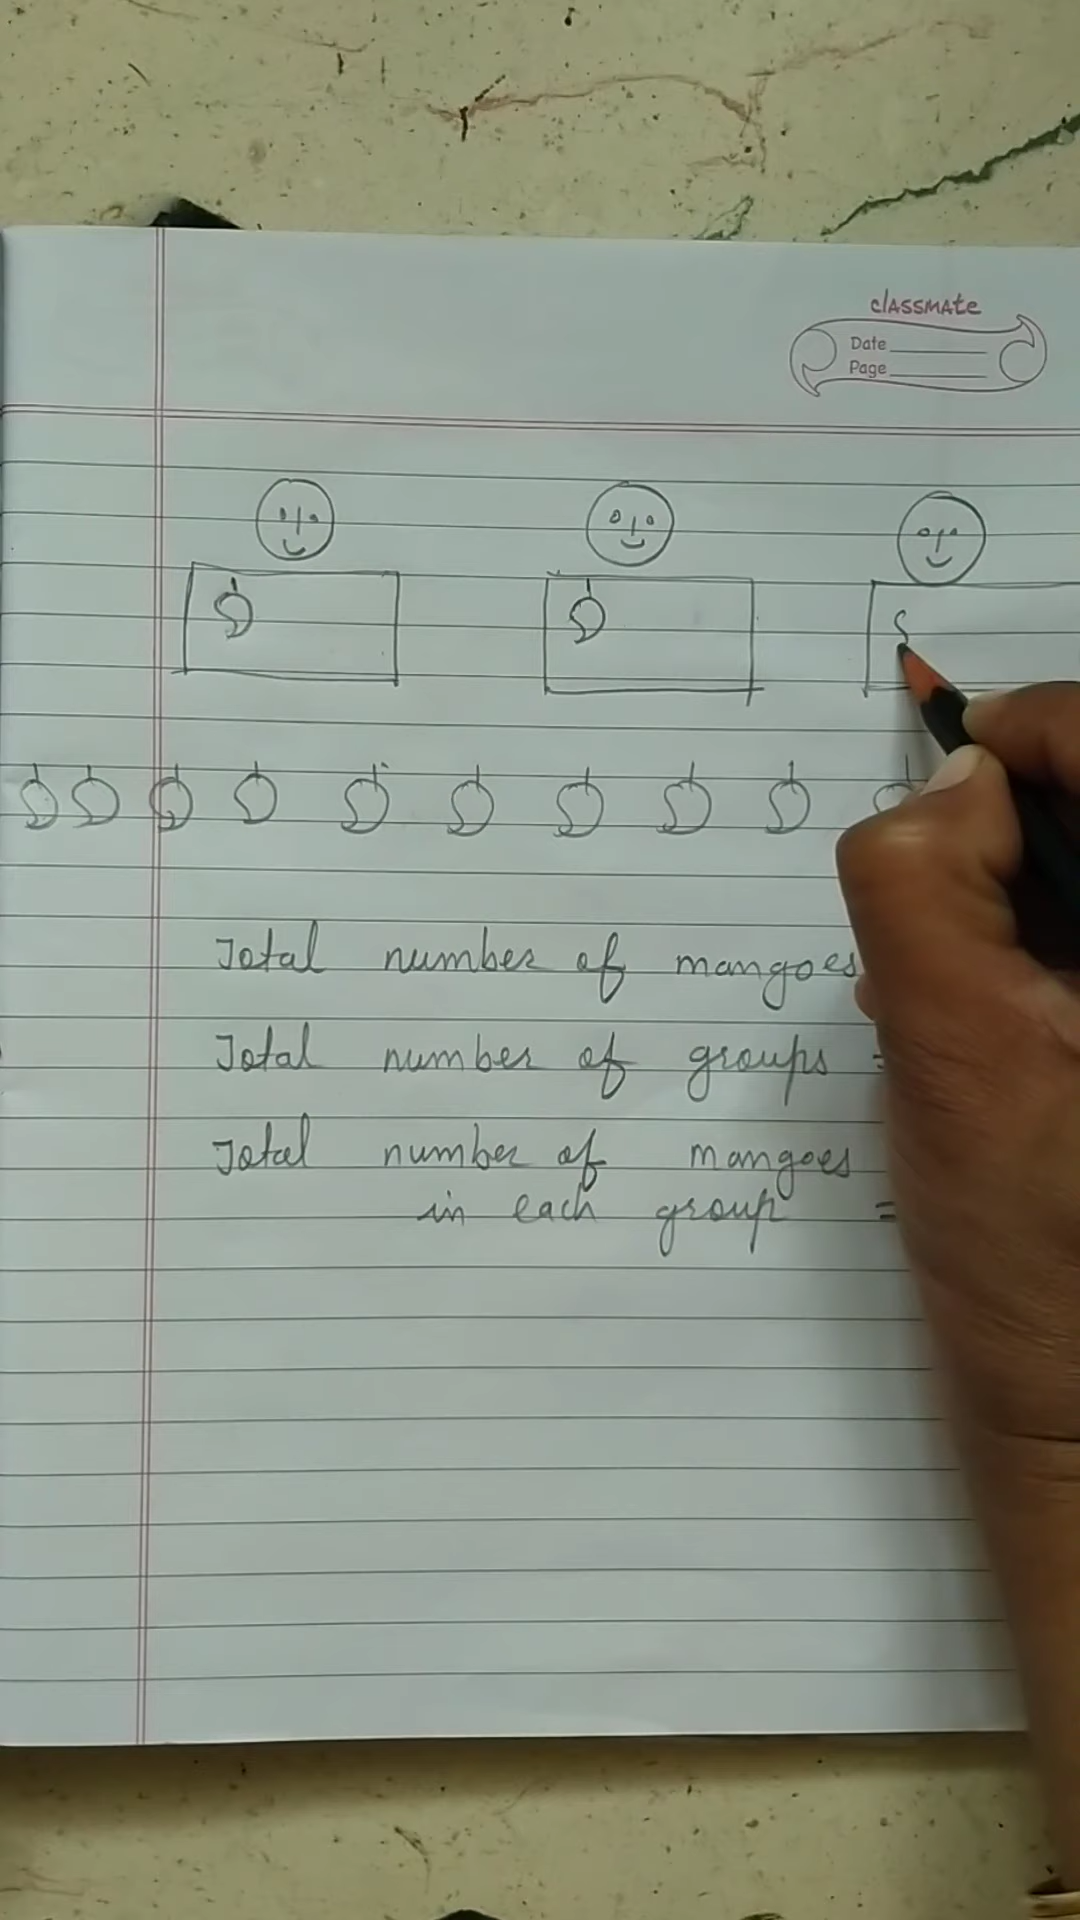 classmate
Date
Page
Total number of mangoes
Total number of groups =
Total number of mangoes
in each group =